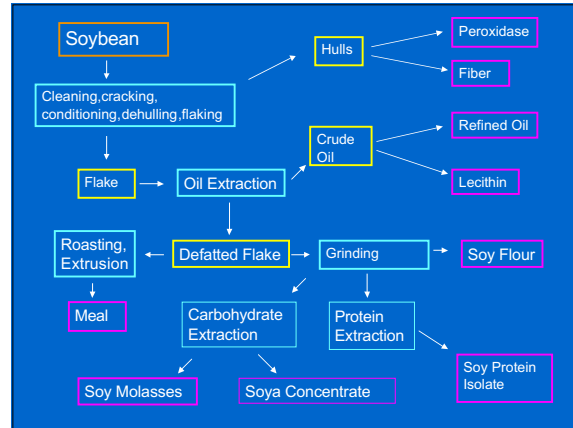 Soybean
Peroxidase
Hulls
Fiber
Cleaning,cracking,
conditioning,dehulling,flaking
Refined Oil
Crude
Oil
Flake
Oil Extraction
Lecithin
Roasting,
Extrusion
Defatted Flake
Grinding
Soy Flour
Meal
Carbohydrate
Extraction
Protein
Extraction
Soy Protein
Isolate
Soy Molasses
Soya Concentrate